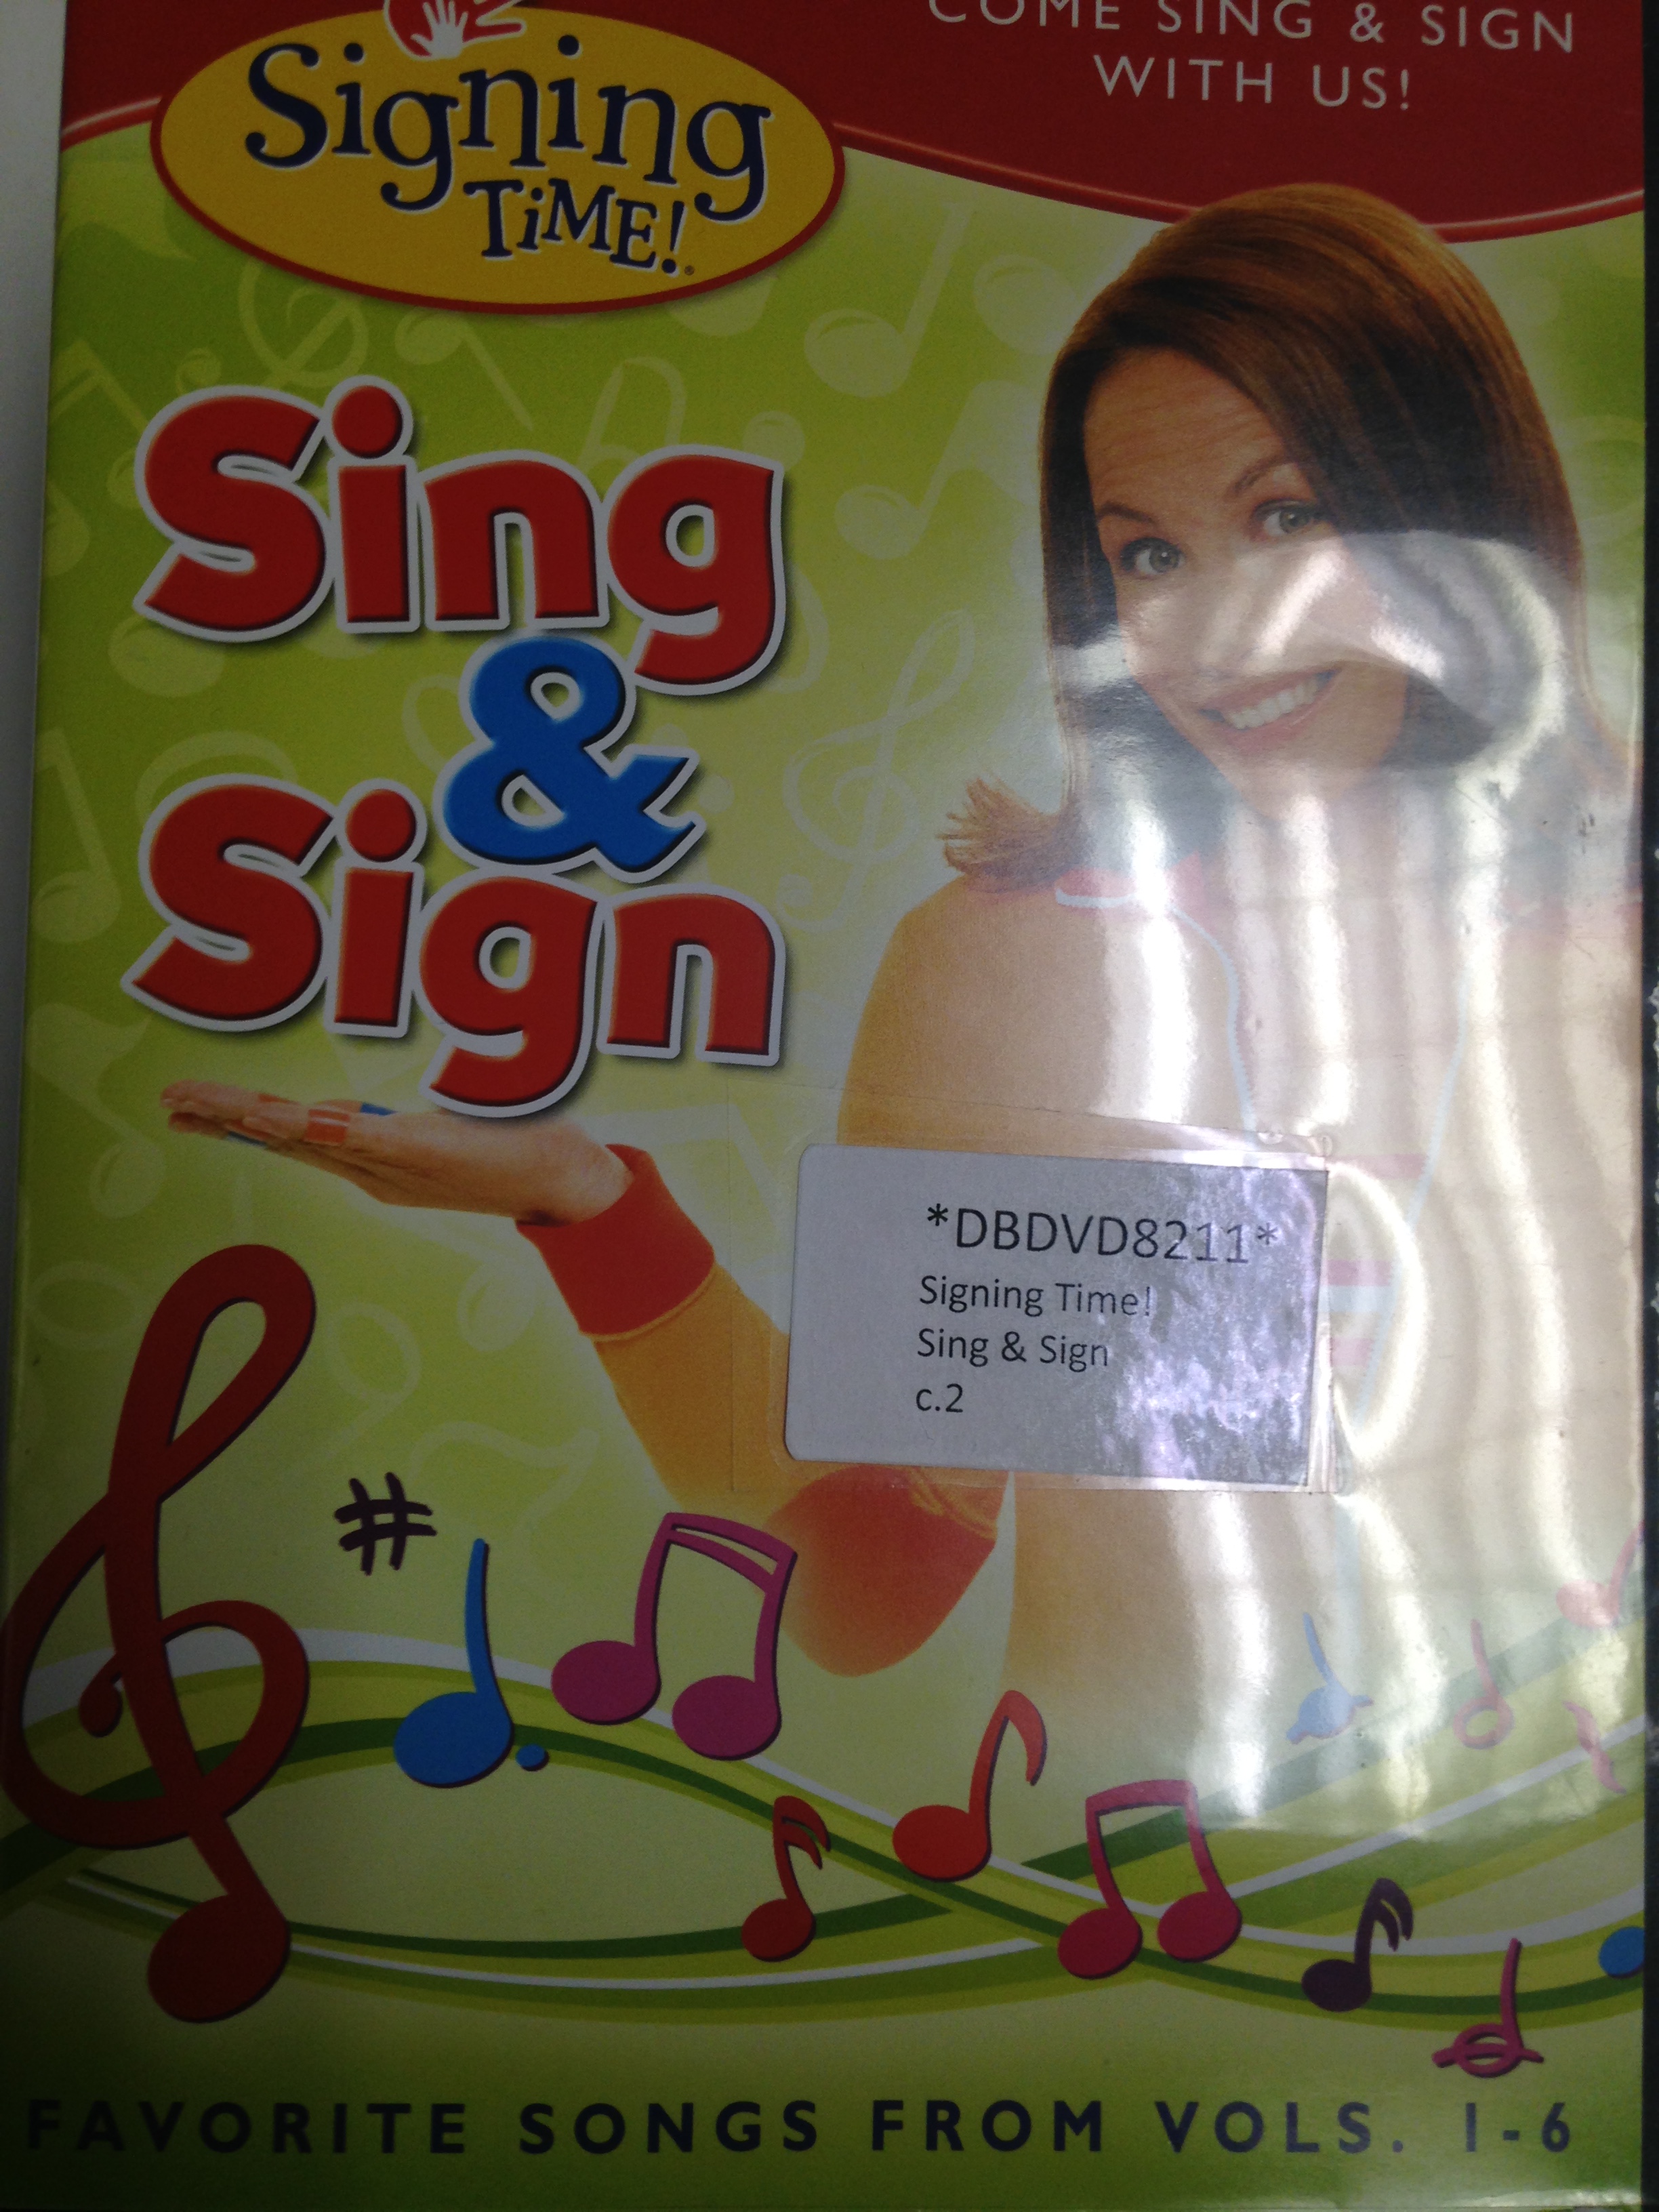 COME SING & SIGN
WITH US!
Signing
TiME!®
Sing
&
Sign
*DBDVD8211*
Signing Time!
Sing & Sign
c.2
FAVORITE SONGS FROM VOLS. 1-6